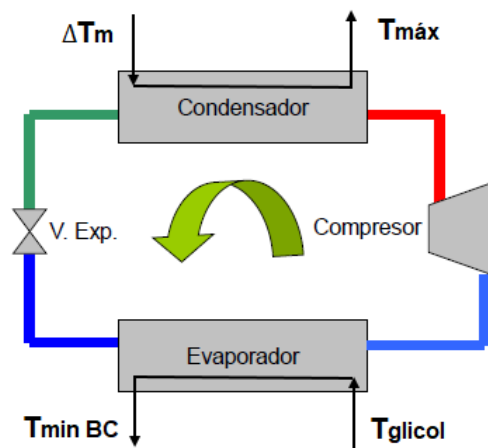 ΔTm
Tmáx
Condensador
V. Exp.
Compresor
Evaporador
Tmin BC
Tglicol